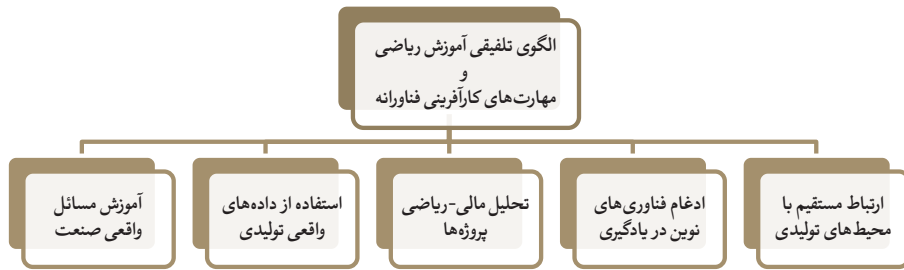 الگوی تلفیقی آموزش ریاضی
و
مهارت‌های کارآفرینی فناورانه
ارتباط مستقیم با
محیط‌های تولیدی
ادغام فناوری‌های
نوین در یادگیری
تحلیل مالی-ریاضی
پروژه‌ها
استفاده از داده‌های
واقعی تولیدی
آموزش مسائل
واقعی صنعت